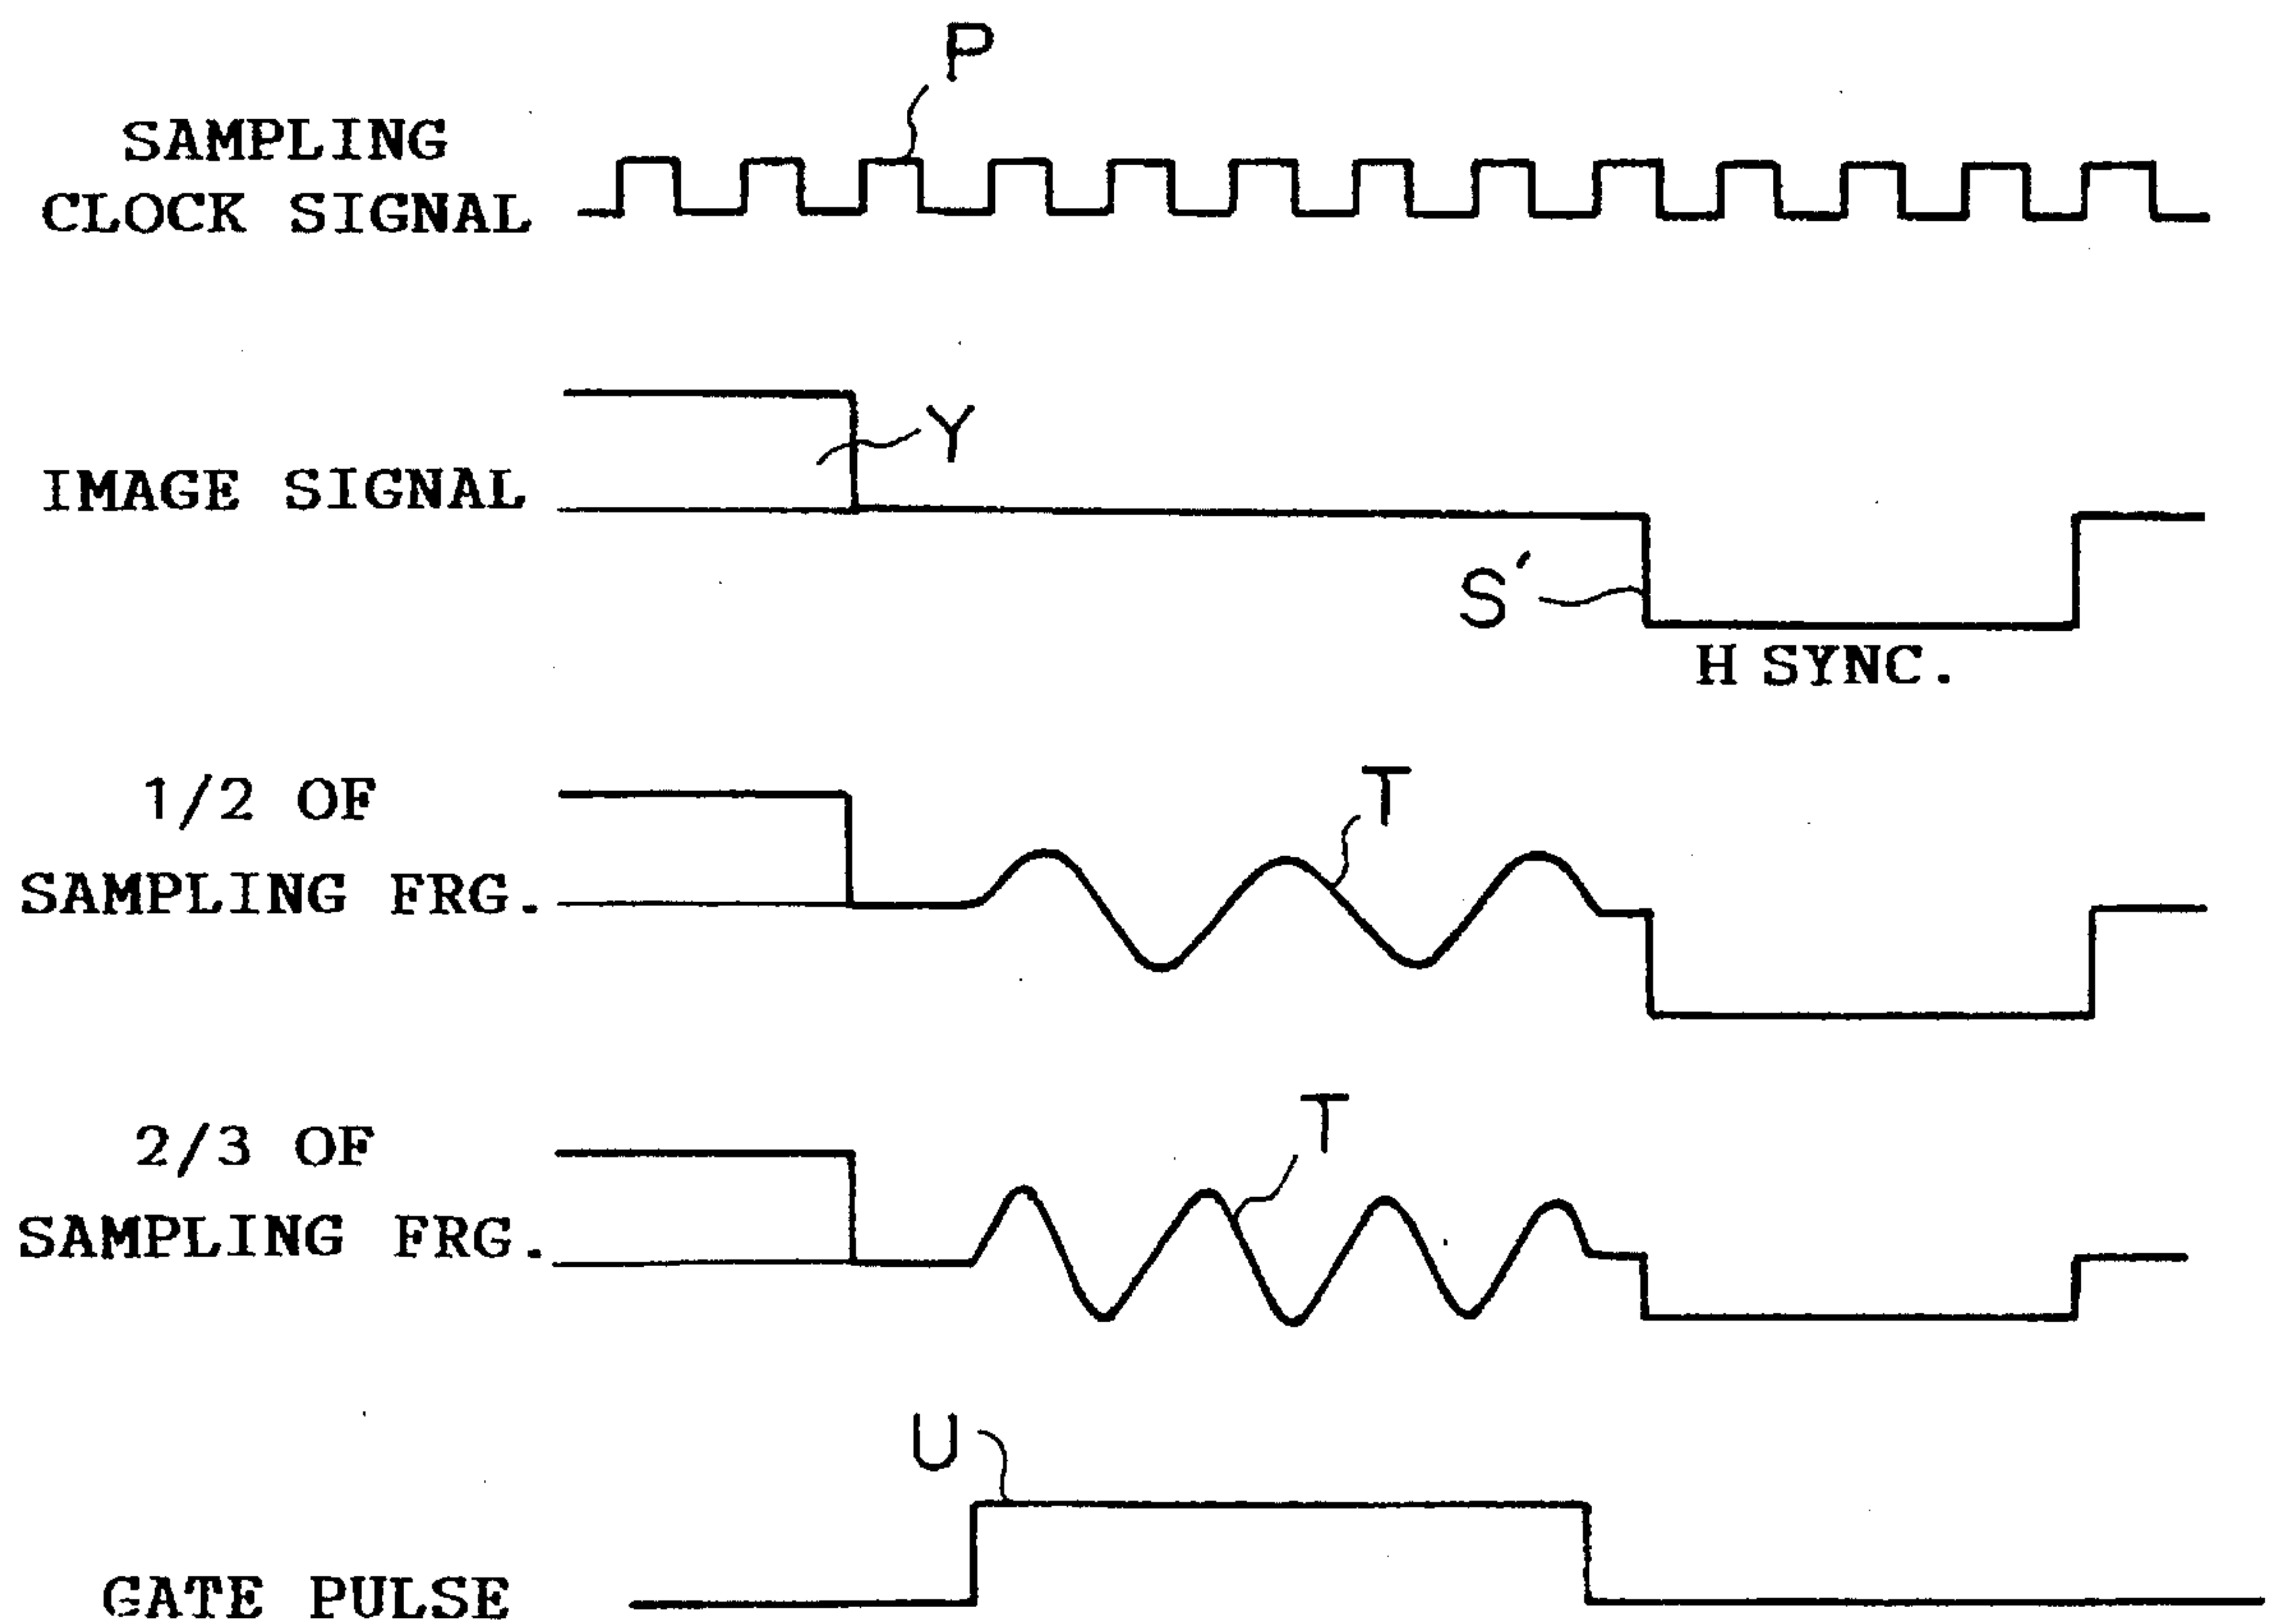 P
SAMPLING
CLOCK SIGNAL
Y
IMAGE SIGNAL
S'
H SYNC.
1/2 OF
T
SAMPLING FRG.
2/3 OF
T
SAMPLING FRG.
U
GATE PULSE